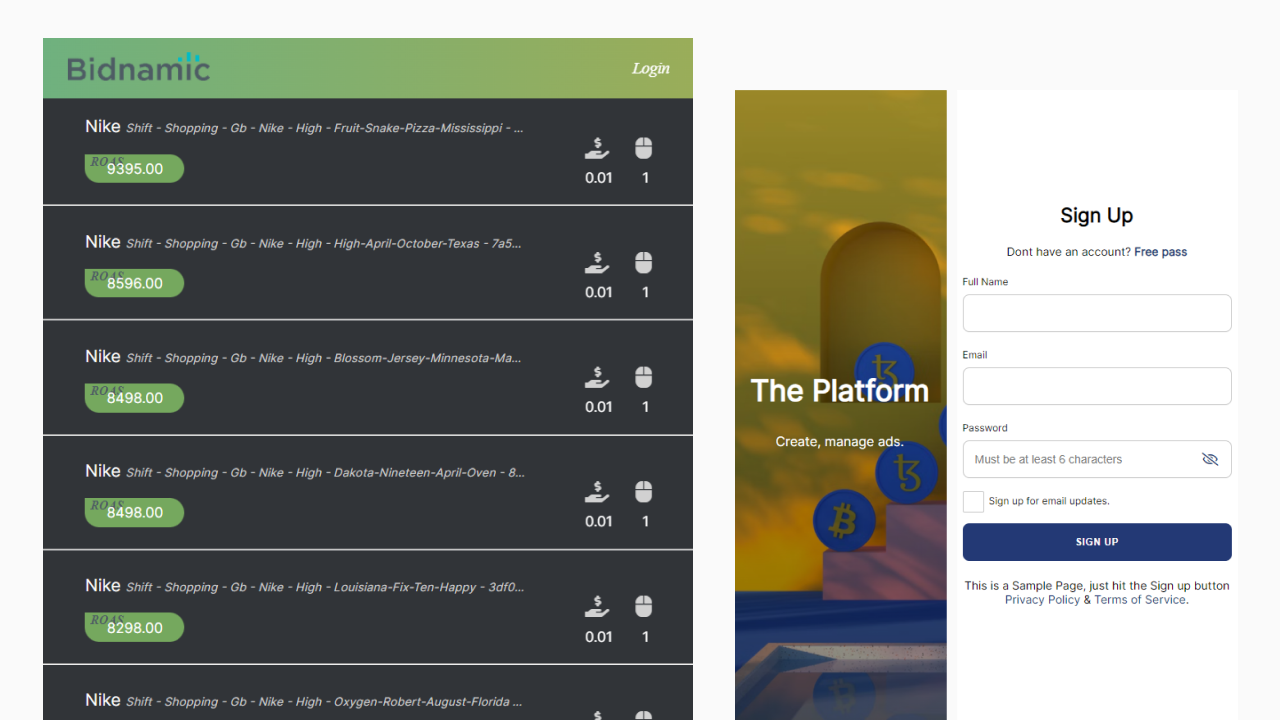 Bidnamic
Login
Nike Shift - Shopping - Gb - Nike - High - Fruit-Snake-Pizza-Mississippi - ...
ROAS
9395.00
0.01 1
Nike Shift - Shopping - Gb - Nike - High - High-April-October-Texas - 7a5...
ROAS
8596.00
0.01 1
Nike Shift - Shopping - Gb - Nike - High - Blossom-Jersey-Minnesota-Ma...
ROAS
8498.00
0.01 1
Nike Shift - Shopping - Gb - Nike - High - Dakota-Nineteen-April-Oven - 8...
ROAS
8498.00
0.01 1
Nike Shift - Shopping - Gb - Nike - High - Louisiana-Fix-Ten-Happy - 3df0...
ROAS
8298.00
0.01 1
Nike Shift - Shopping - Gb - Nike - High - Oxygen-Robert-August-Florida ...
The Platform
Create, manage ads.
Sign Up
Dont have an account? Free pass
Full Name
Email
Password
Must be at least 6 characters
Sign up for email updates.
SIGN UP
This is a Sample Page, just hit the Sign up button
Privacy Policy & Terms of Service.